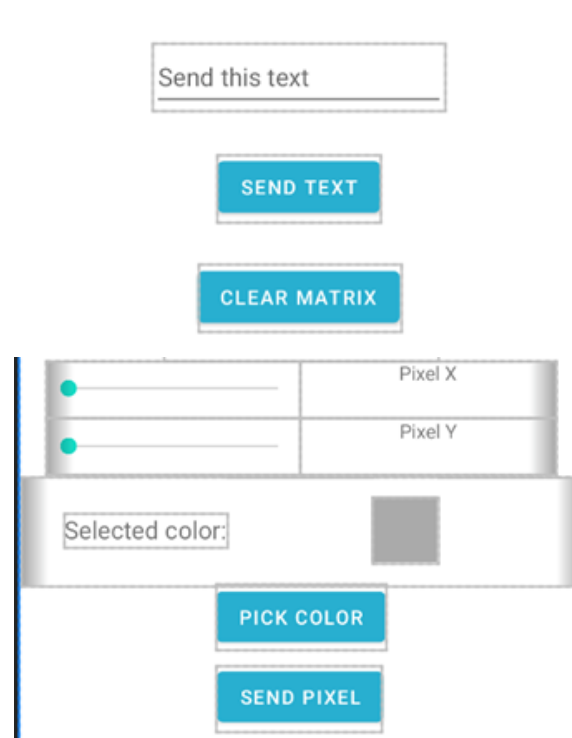 Send this text
SEND TEXT
CLEAR MATRIX
Pixel X
Pixel Y
Selected color:
PICK COLOR
SEND PIXEL